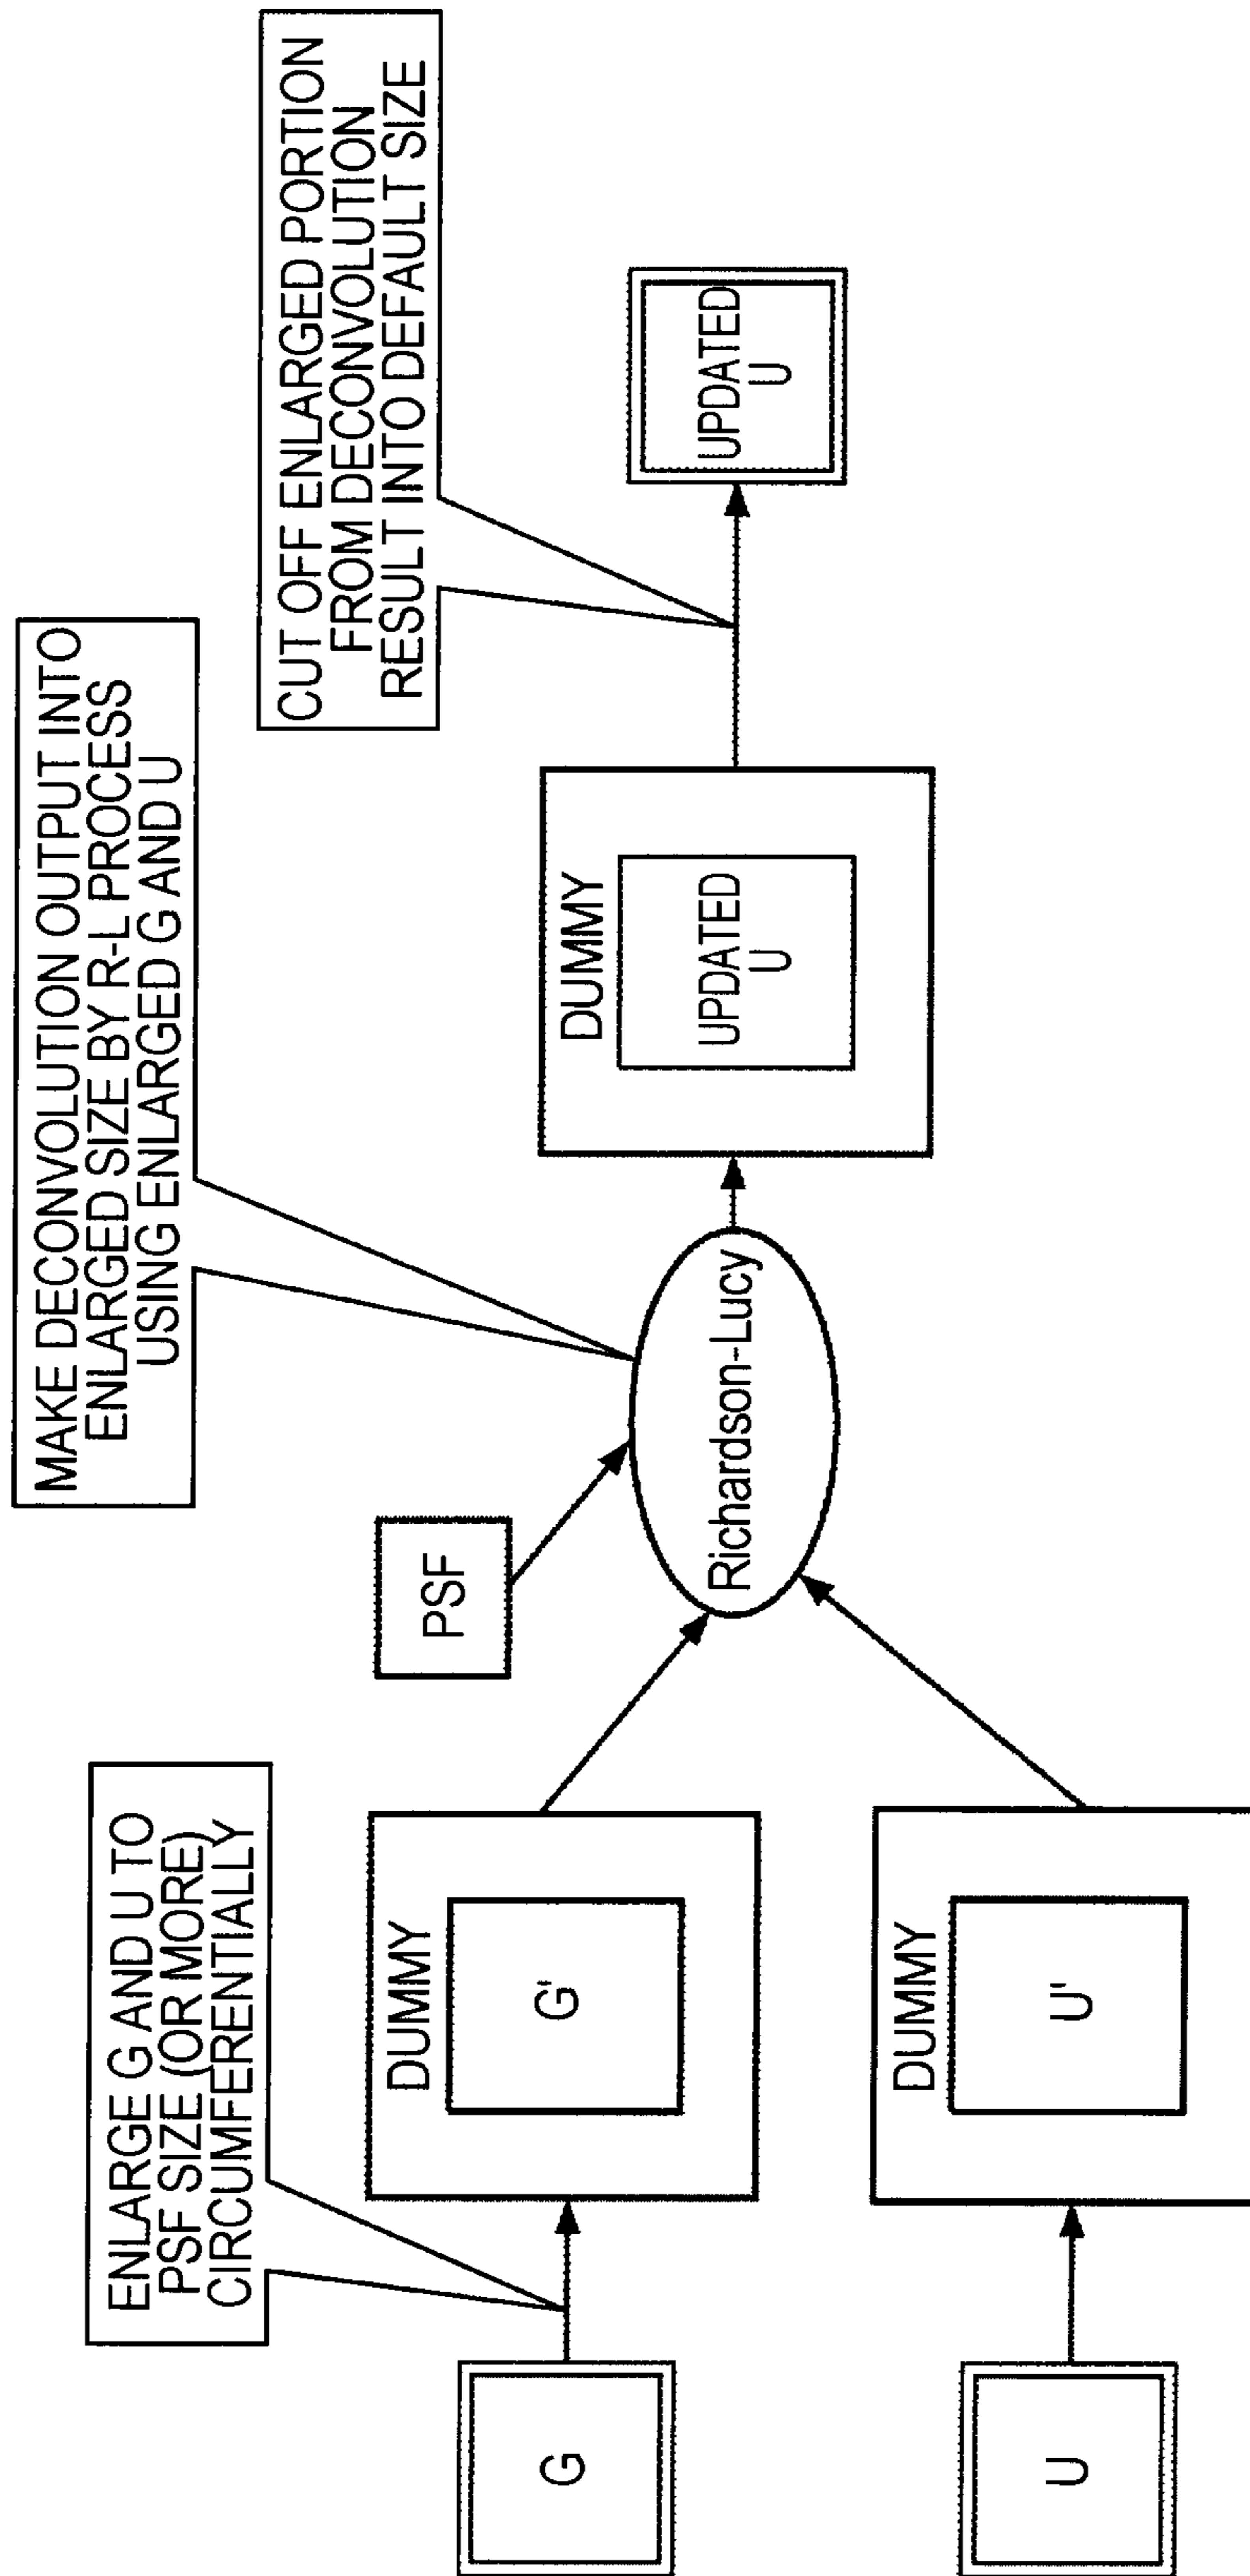 ENLARGE G AND U TO
PSF SIZE (OR MORE)
CIRCUMFERENTIALLY
MAKE DECONVOLUTION OUTPUT INTO
ENLARGED SIZE BY R-L PROCESS
USING ENLARGED G AND U
CUT OFF ENLARGED PORTION
FROM DECONVOLUTION
RESULT INTO DEFAULT SIZE
G
DUMMY
G'
PSF
U
DUMMY
U'
Richardson-Lucy
DUMMY
UPDATED
U
UPDATED
U